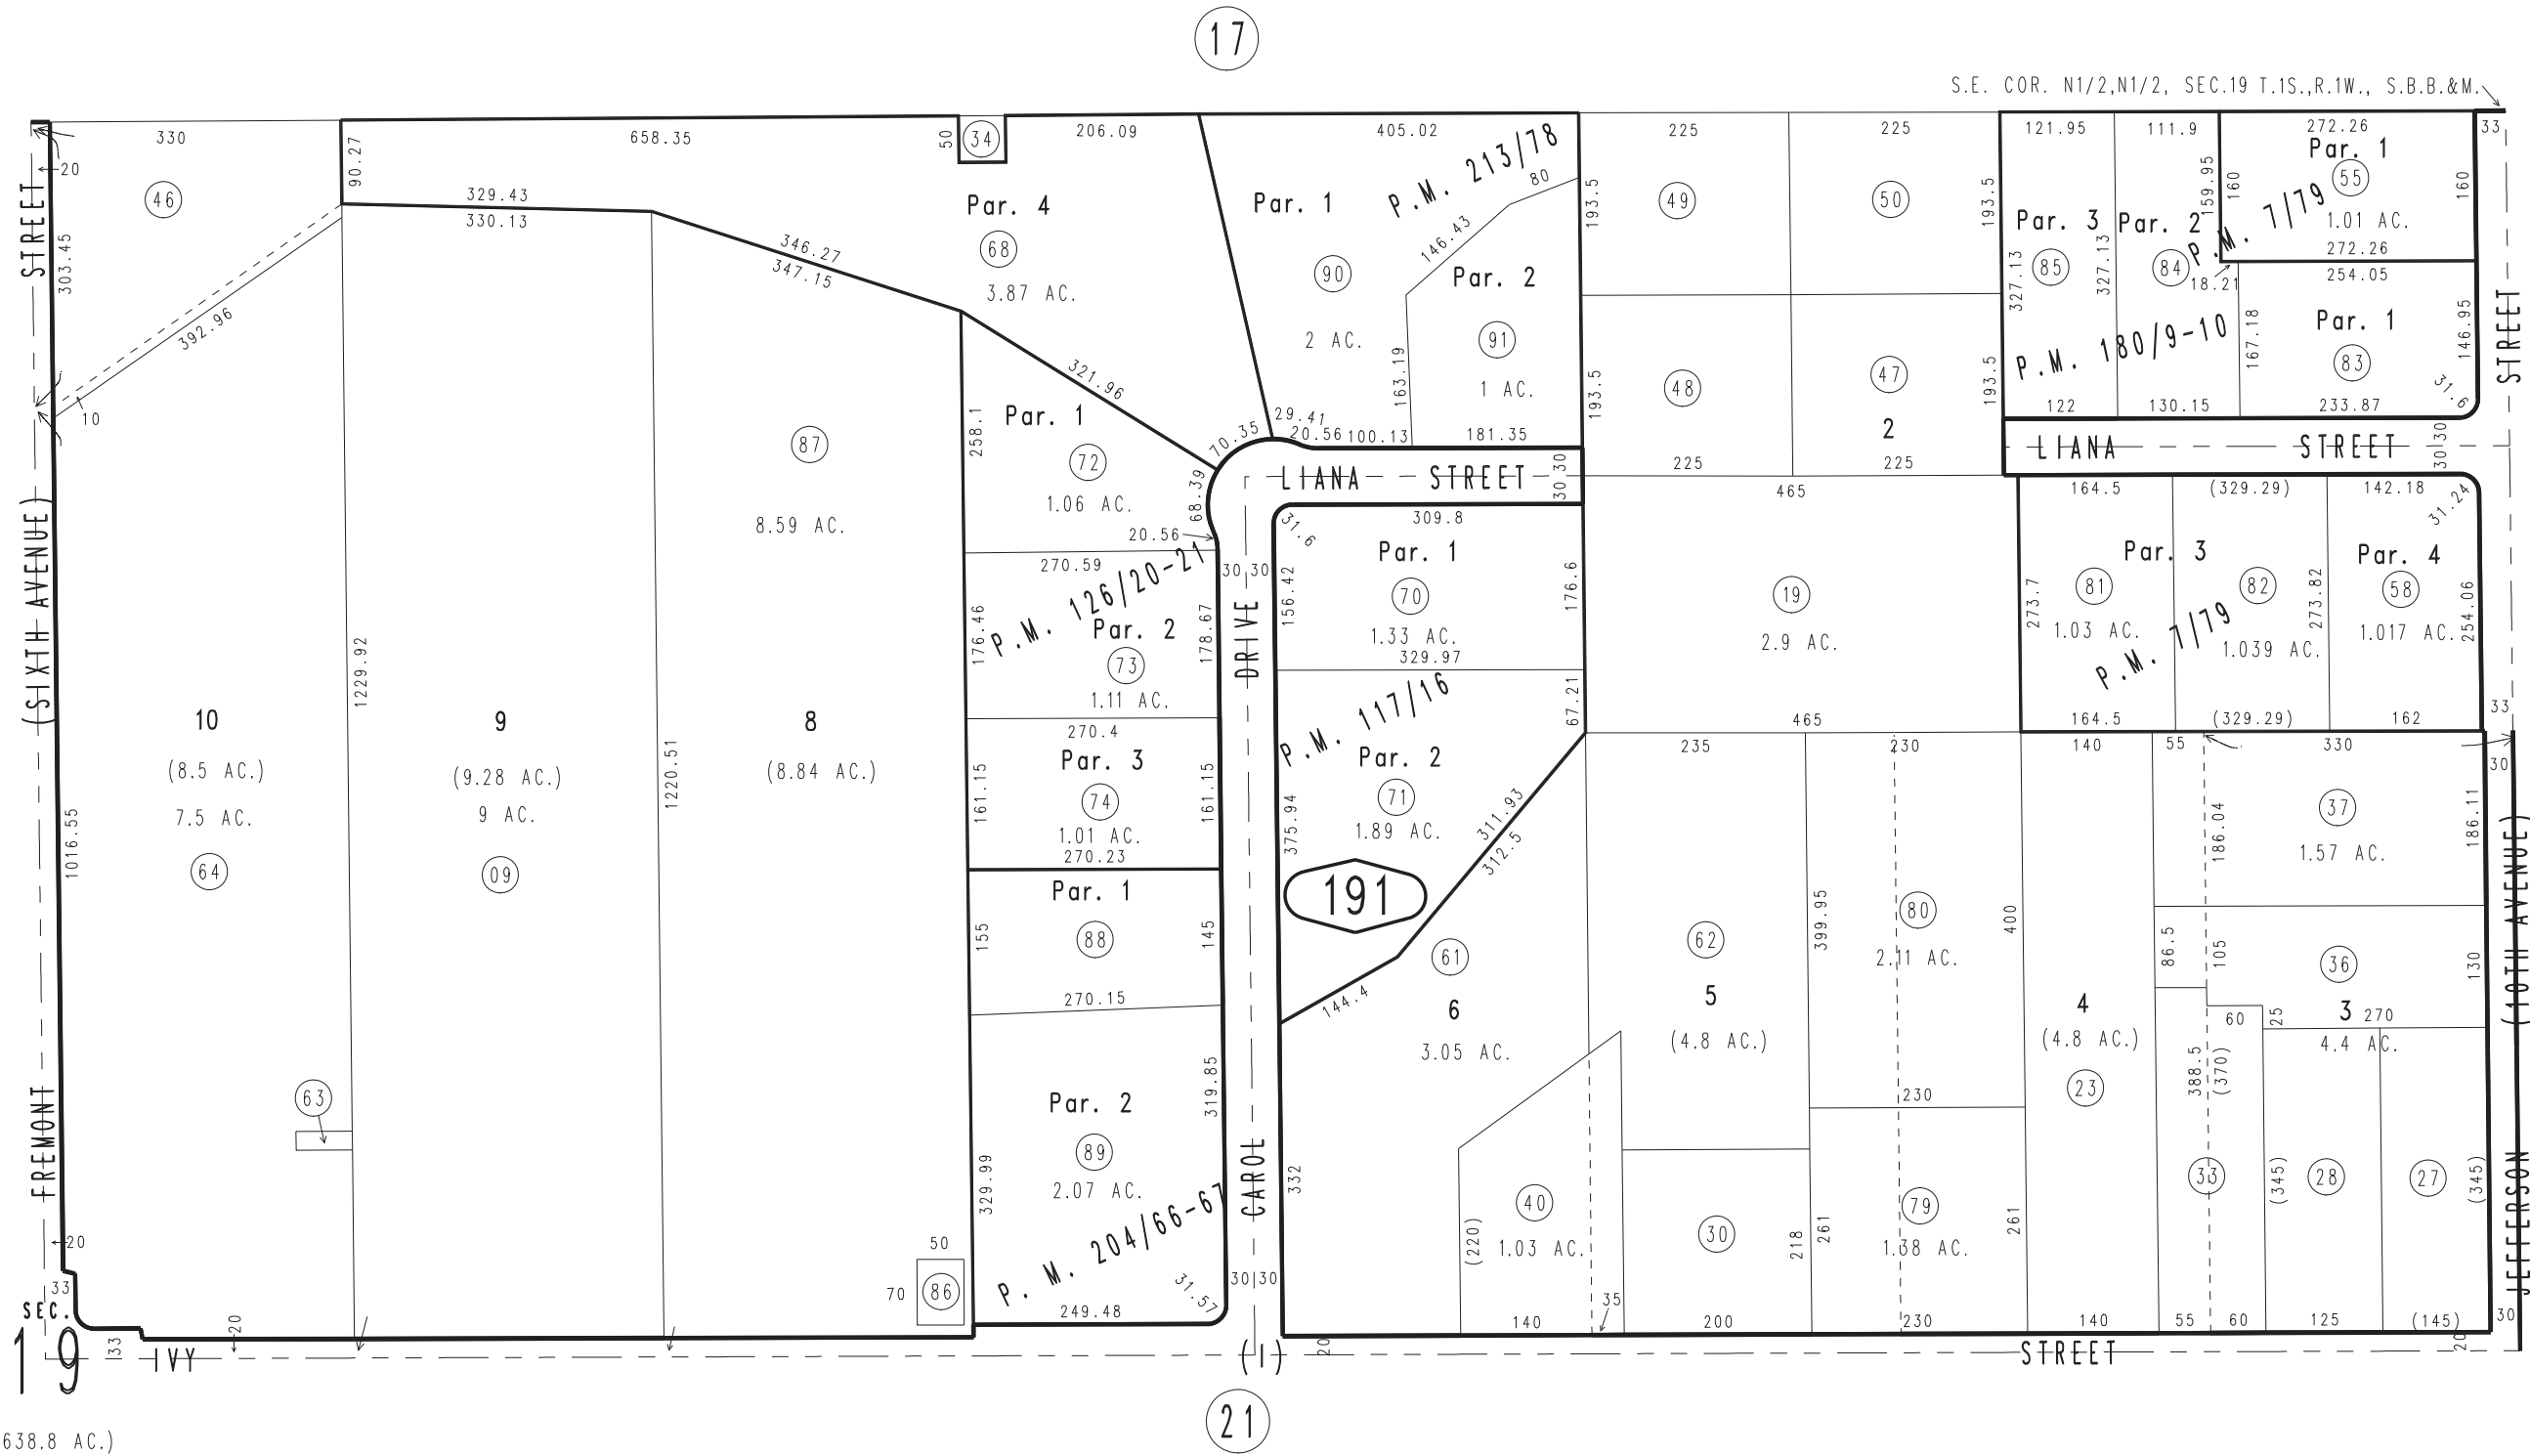 17
S.E. COR. N1/2,N1/2, SEC.19 T.1S.,R.1W., S.B.B.&M.
330
658.35
50
34
206.09
405.02
225
225
121.95
111.9
272.26
33
20
90.27
P.M. 213/78
Par. 1
55
160
160
159.95
1.01 AC.
272.26
P.M. 7/79
46
329.43
330.13
Par. 4
68
3.87 AC.
Par. 1
90
2 AC.
80
146.43
Par. 2
91
1 AC.
163.19
193.5
49
50
193.5
Par. 3
85
327.13
Par. 2
84
327.13
18.21
254.05
303.45
STREET
392.96
10
346.27
347.15
321.96
193.5
48
47
193.5
2
P.M. 180/9-10
167.18
Par. 1
83
146.95
31.6
STREET
122
130.15
233.87
87
8.59 AC.
258.1
Par. 1
72
1.06 AC.
70.35
29.41
20.56
100.13
181.35
68.39
20.56
225
225
LIANA STREET
30 30
LIANA STREET
30 30
465
309.8
31.6
164.5
(329.29)
142.18
31.24
270.59
P.M. 126/20-21
176.46
Par. 2
73
1.11 AC.
178.67
30 30
DRIVE
156.42
Par. 1
70
1.33 AC.
176.6
329.97
19
2.9 AC.
273.7
81
1.03 AC.
Par. 3
82
1.039 AC.
273.82
Par. 4
58
1.017 AC.
254.06
P.M. 7/79
(SIXTH AVENUE)
1229.92
67.21
P.M. 117/16
465
164.5
(329.29)
162
33
10
(8.5 AC.)
7.5 AC.
64
9
(9.28 AC.)
9 AC.
09
1220.51
8
(8.84 AC.)
270.4
Par. 3
161.15
74
161.15
1.01 AC.
270.23
375.94
Par. 2
71
1.89 AC.
311.93
312.5
235
230
140
55
330
30
1016.55
191
186.04
37
1.57 AC.
186.11
Par. 1
155
88
145
270.15
144.4
61
6
3.05 AC.
62
5
(4.8 AC.)
399.95
80
2.11 AC.
400
4
(4.8 AC.)
23
86.5
105
36
130
60
25
3
270
4.4 AC.
(10TH AVENUE)
63
Par. 2
89
2.07 AC.
319.85
329.99
P. M. 204/66-67
230
388.5
(370)
FREMONT
CAROL
332
40
1.03 AC.
(220)
30
218
261
79
1.38 AC.
261
33
(345)
28
27
(345)
JEFFERSON
20
50
70
86
31.57
30 30
249.48
33
SEC.
19
33
20
IVY
(1)
20
140
35
200
230
140
55
60
125
(145)
30
20
STREET
21
638.8 AC.)